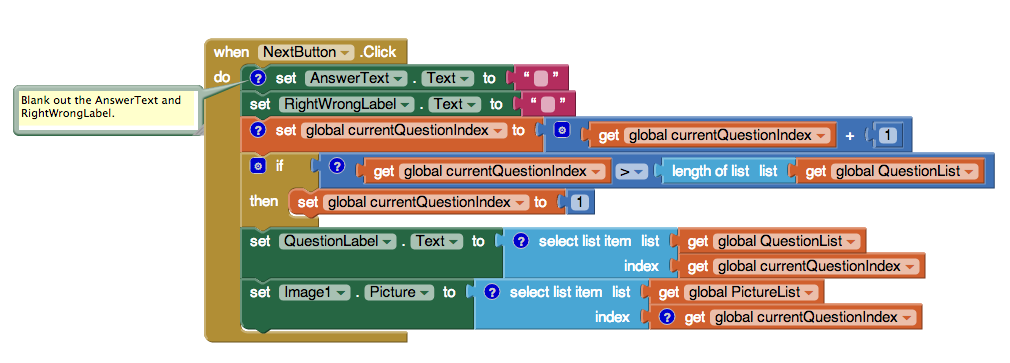 when NextButton .Click
do ? set AnswerText . Text to " "
Blank out the AnswerText and
RightWrongLabel.
set RightWrongLabel . Text to " "
? set global currentQuestionIndex to get global currentQuestionIndex + 1
if ? get global currentQuestionIndex > length of list list get global QuestionList
then set global currentQuestionIndex to 1
set QuestionLabel . Text to ? select list item list get global QuestionList
index get global currentQuestionIndex
set Image1 . Picture to ? select list item list get global PictureList
index ? get global currentQuestionIndex